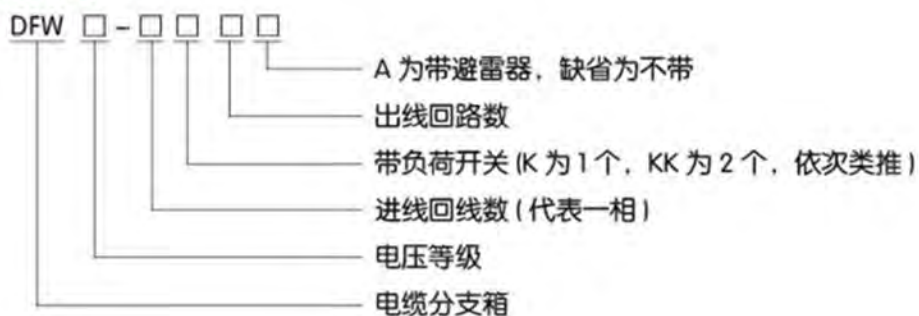 DFW □-□□ □□
A 为带避雷器，缺省为不带
出线回路数
带负荷开关(K 为1个，KK 为2个，依次类推)
进线回线数(代表一相)
电压等级
电缆分支箱